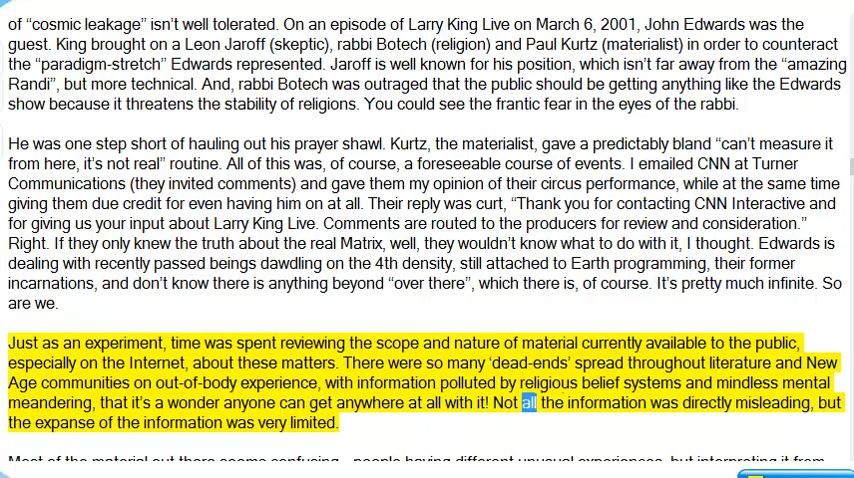 of “cosmic leakage” isn’t well tolerated. On an episode of Larry King Live on March 6, 2001, John Edwards was the
guest. King brought on a Leon Jaroff (skeptic), rabbi Botech (religion) and Paul Kurtz (materialist) in order to counteract
the “paradigm-stretch” Edwards represented. Jaroff is well known for his position, which isn’t far away from the “amazing
Randi”, but more technical. And, rabbi Botech was outraged that the public should be getting anything like the Edwards
show because it threatens the stability of religions. You could see the frantic fear in the eyes of the rabbi.
He was one step short of hauling out his prayer shawl. Kurtz, the materialist, gave a predictably bland “can’t measure it
from here, it’s not real” routine. All of this was, of course, a foreseeable course of events. I emailed CNN at Turner
Communications (they invited comments) and gave them my opinion of their circus performance, while at the same time
giving them due credit for even having him on at all. Their reply was curt, “Thank you for contacting CNN Interactive and
for giving us your input about Larry King Live. Comments are routed to the producers for review and consideration.”
Right. If they only knew the truth about the real Matrix, well, they wouldn’t know what to do with it, I thought. Edwards is
dealing with recently passed beings dawdling on the 4th density, still attached to Earth programming, their former
incarnations, and don’t know there is anything beyond “over there”, which there is, of course. It’s pretty much infinite. So
are we.
Just as an experiment, time was spent reviewing the scope and nature of material currently available to the public,
especially on the Internet, about these matters. There were so many ‘dead-ends’ spread throughout literature and New
Age communities on out-of-body experience, with information polluted by religious belief systems and mindless mental
meandering, that it’s a wonder anyone can get anywhere at all with it! Not all the information was directly misleading, but
the expanse of the information was very limited.
Most of the material out there seems confusing - people having different unusual experiences, but interpreting it from